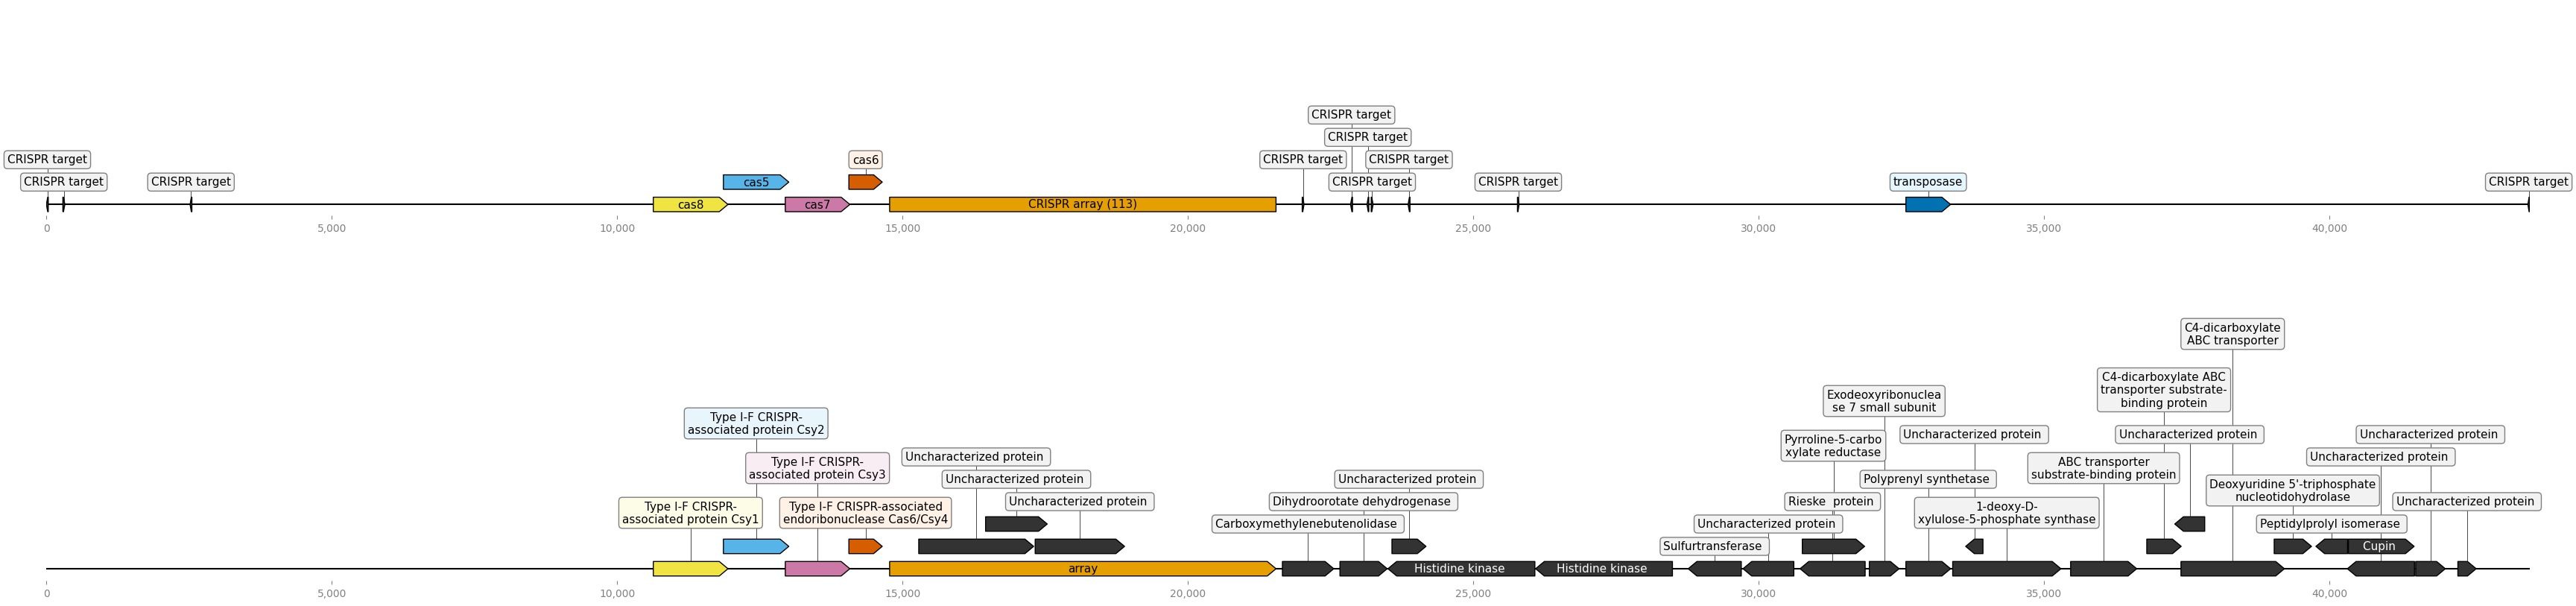 CRISPR target
CRISPR target
CRISPR target
cas6
CRISPR target
CRISPR target
CRISPR target
CRISPR target
CRISPR target
cas5
CRISPR target
CRISPR target
transposase
CRISPR target
cas8
cas7
CRISPR array (113)
0
5,000
10,000
15,000
20,000
25,000
30,000
35,000
40,000
C4-dicarboxylate
ABC transporter
C4-dicarboxylate ABC
transporter substrate-
binding protein
Exodeoxyribonuclea
se 7 small subunit
Type I-F CRISPR-
associated protein Csy2
Uncharacterized protein
Uncharacterized protein
Uncharacterized protein
Pyrroline-5-carbo
xylate reductase
Uncharacterized protein
Uncharacterized protein
Type I-F CRISPR-
associated protein Csy3
ABC transporter
substrate-binding protein
Uncharacterized protein
Uncharacterized protein
Polyprenyl synthetase
Deoxyuridine 5'-triphosphate
nucleotidohydrolase
Uncharacterized protein
Dihydroorotate dehydrogenase
Rieske protein
Uncharacterized protein
Type I-F CRISPR-
associated protein Csy1
Type I-F CRISPR-associated
endoribonuclease Cas6/Csy4
1-deoxy-D-
xylulose-5-phosphate synthase
Carboxymethylenebutenolidase
Uncharacterized protein
Peptidylprolyl isomerase
Sulfurtransferase
Cupin
array
Histidine kinase
Histidine kinase
0
5,000
10,000
15,000
20,000
25,000
30,000
35,000
40,000